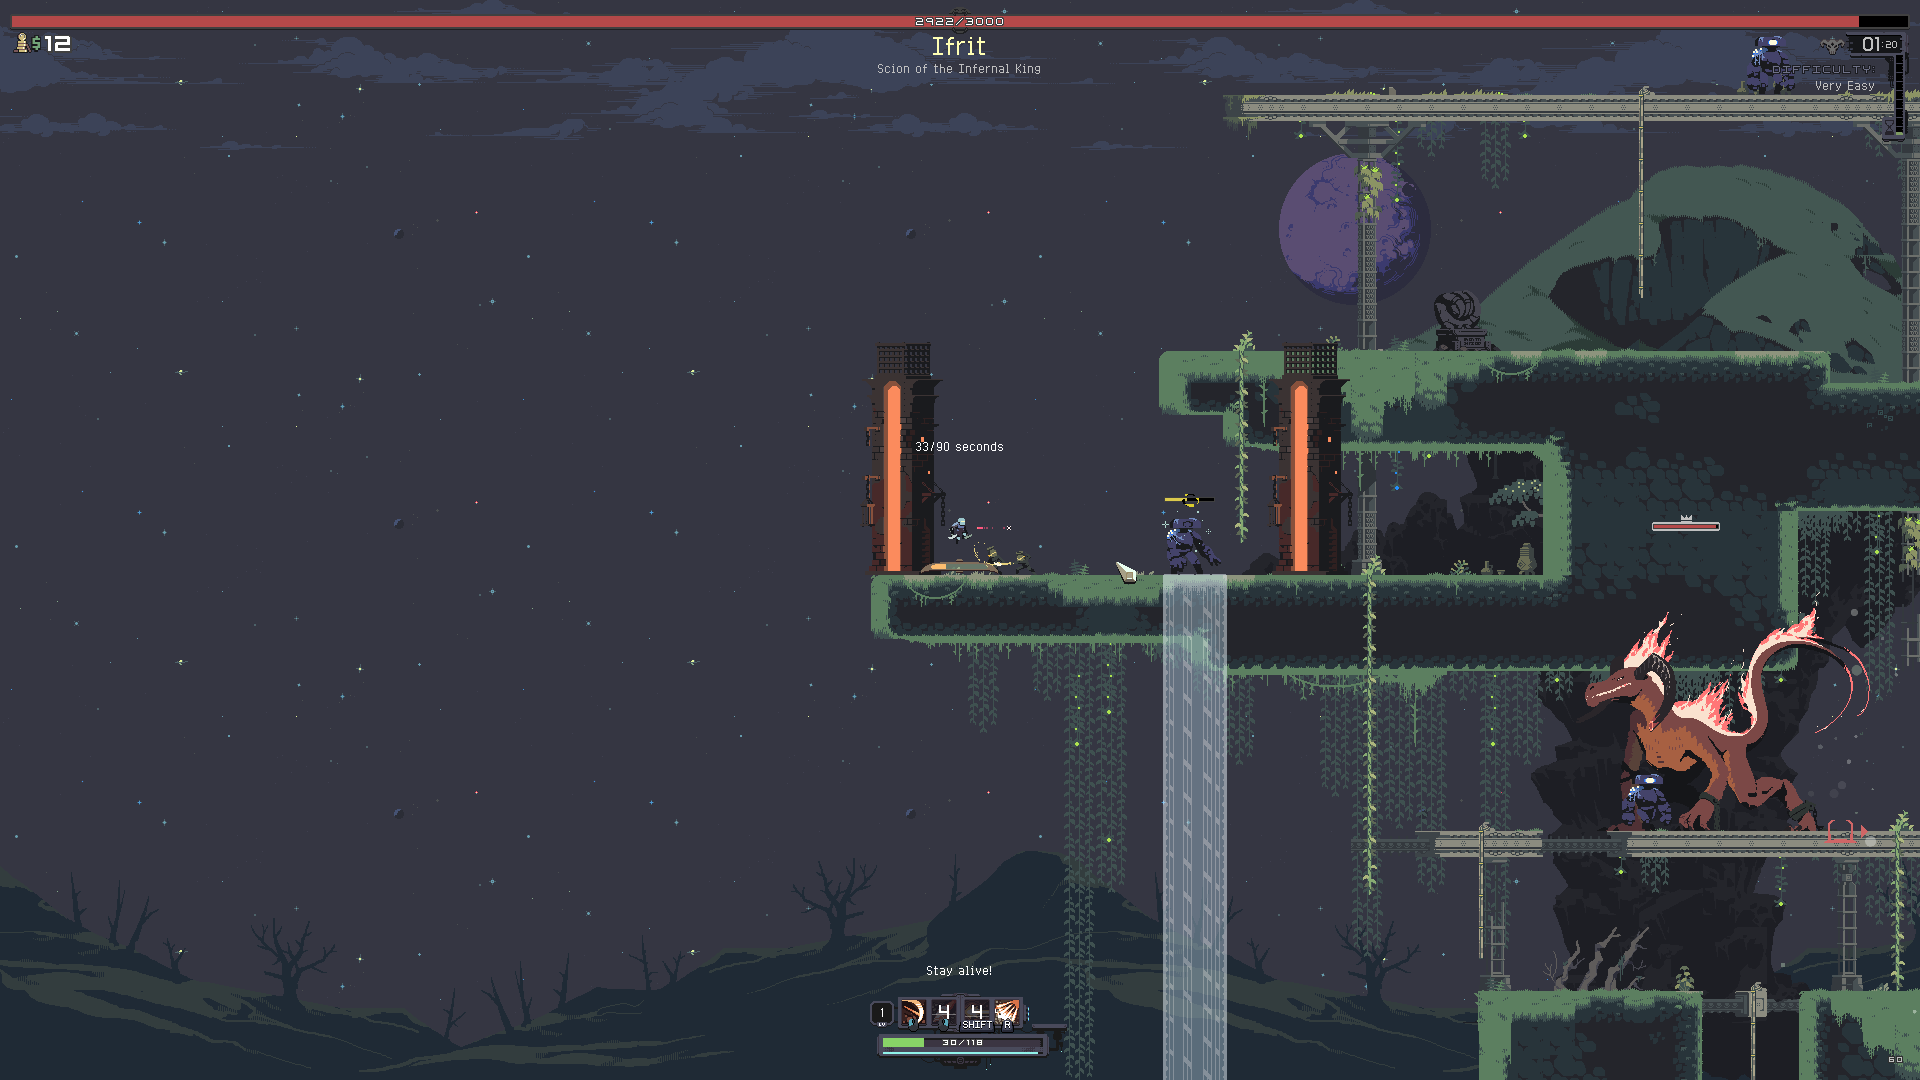 2922/3000
$12
Ifrit
Scion of the Infernal King
01:20
DIFFICULTY:
Very Easy
33/90 seconds
Stay alive!
1
4
4
SHIFT
R
30/118
60